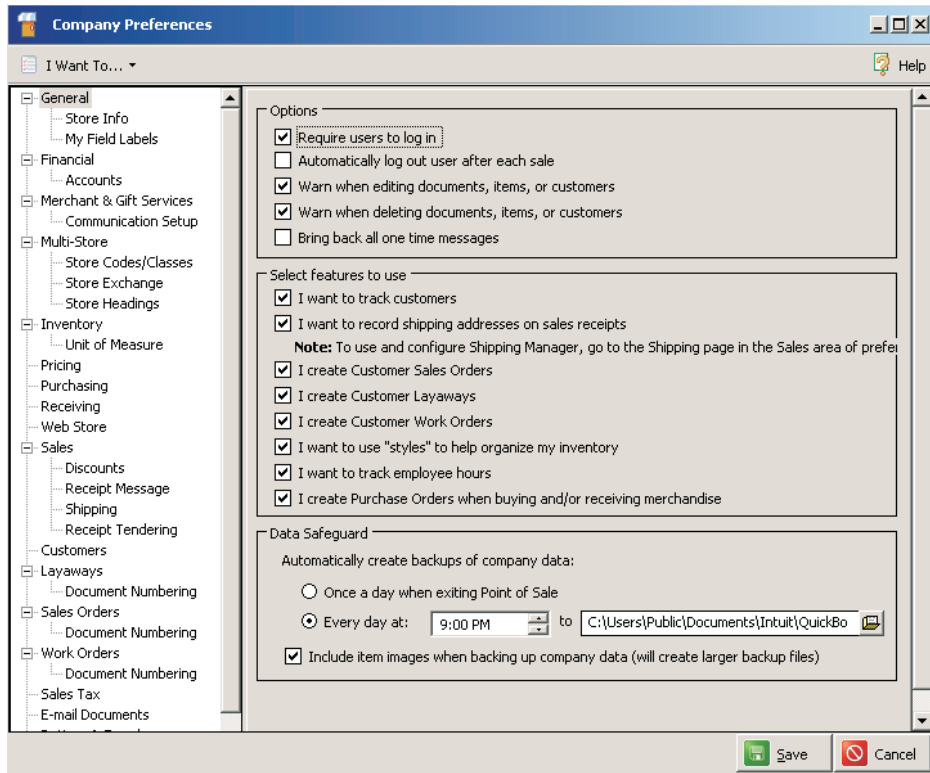 Company Preferences
I Want To...
Help
General
Store Info
My Field Labels
Financial
Accounts
Merchant & Gift Services
Communication Setup
Multi-Store
Store Codes/Classes
Store Exchange
Store Headings
Inventory
Unit of Measure
Pricing
Purchasing
Receiving
Web Store
Sales
Discounts
Receipt Message
Shipping
Receipt Tendering
Customers
Layaways
Document Numbering
Sales Orders
Document Numbering
Work Orders
Document Numbering
Sales Tax
E-mail Documents
Options
Require users to log in
Automatically log out user after each sale
Warn when editing documents, items, or customers
Warn when deleting documents, items, or customers
Bring back all one time messages
Select features to use
I want to track customers
I want to record shipping addresses on sales receipts
Note: To use and configure Shipping Manager, go to the Shipping page in the Sales area of prefer
I create Customer Sales Orders
I create Customer Layaways
I create Customer Work Orders
I want to use "styles" to help organize my inventory
I want to track employee hours
I create Purchase Orders when buying and/or receiving merchandise
Data Safeguard
Automatically create backups of company data:
Once a day when exiting Point of Sale
Every day at: 9:00 PM to C:\Users\Public\Documents\Intuit\QuickBo
Include item images when backing up company data (will create larger backup files)
Save
Cancel